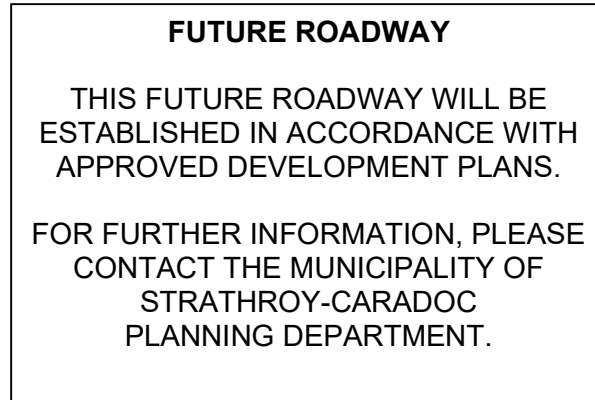 FUTURE ROADWAY
THIS FUTURE ROADWAY WILL BE
ESTABLISHED IN ACCORDANCE WITH
APPROVED DEVELOPMENT PLANS.
FOR FURTHER INFORMATION, PLEASE
CONTACT THE MUNICIPALITY OF
STRATHROY-CARADOC
PLANNING DEPARTMENT.